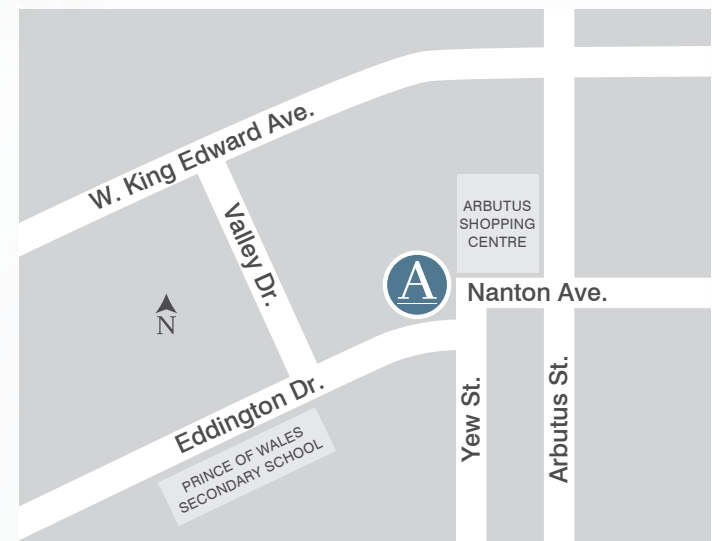 W. King Edward Ave.
Valley Dr.
ARBUTUS
SHOPPING
CENTRE
A
Nanton Ave.
N
Eddington Dr.
PRINCE OF WALES
SECONDARY SCHOOL
Yew St.
Arbutus St.